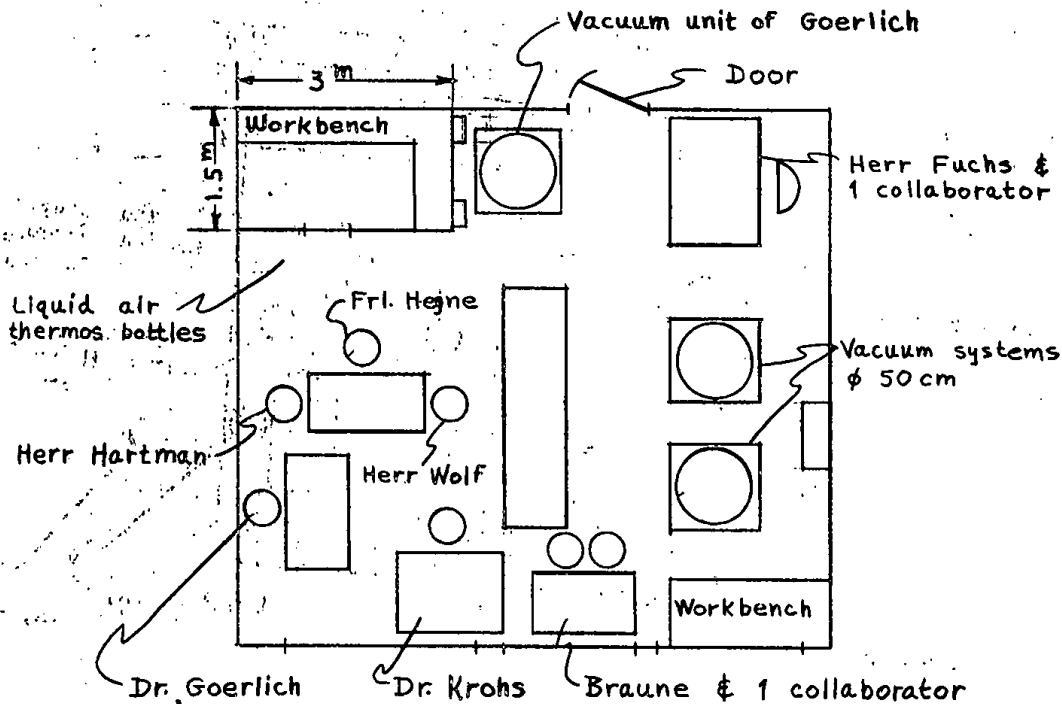 Vacuum unit of Goerlich
Door
3 m
Workbench
1.5 m
Herr Fuchs &
1 collaborator
Liquid air
thermos bottles
Frl. Heine
Vacuum systems
φ 50 cm
Herr Hartman
Herr Wolf
Workbench
Dr. Goerlich
Dr. Krohs
Braune & 1 collaborator